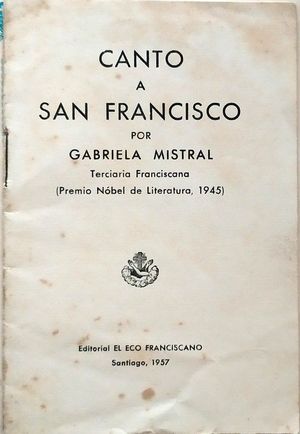 CANTO
A
SAN FRANCISCO
POR
GABRIELA MISTRAL
Terciaria Franciscana
(Premio Nóbel de Literatura, 1945)
Editorial EL ECO FRANCISCANO
Santiago, 1957